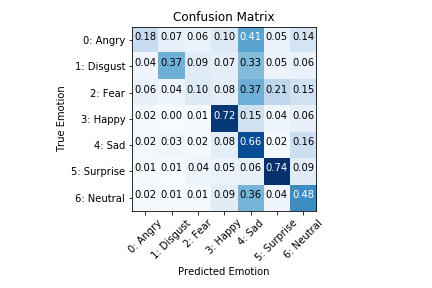 Confusion Matrix
True Emotion
0: Angry 0.18 0.07 0.06 0.10 0.41 0.05 0.14
1: Disgust 0.04 0.37 0.09 0.07 0.33 0.05 0.06
2: Fear 0.06 0.04 0.10 0.08 0.37 0.21 0.15
3: Happy 0.02 0.00 0.01 0.72 0.15 0.04 0.06
4: Sad 0.02 0.03 0.02 0.08 0.66 0.02 0.16
5: Surprise 0.01 0.01 0.04 0.05 0.06 0.74 0.09
6: Neutral 0.02 0.01 0.01 0.09 0.36 0.04 0.48
0: Angry 1: Disgust 2: Fear 3: Happy 4: Sad 5: Surprise 6: Neutral
Predicted Emotion